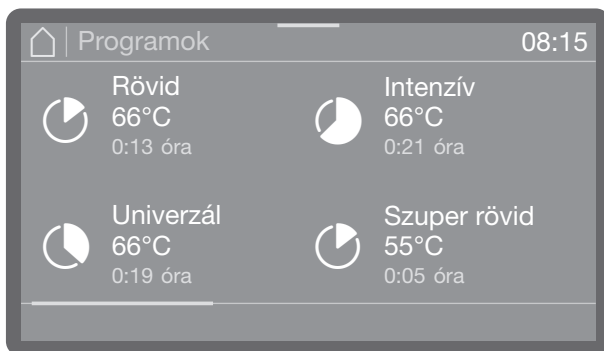 Programok 08:15
Rövid
66°C
0:13 óra
Intenzív
66°C
0:21 óra
Univerzál
66°C
0:19 óra
Szuper rövid
55°C
0:05 óra